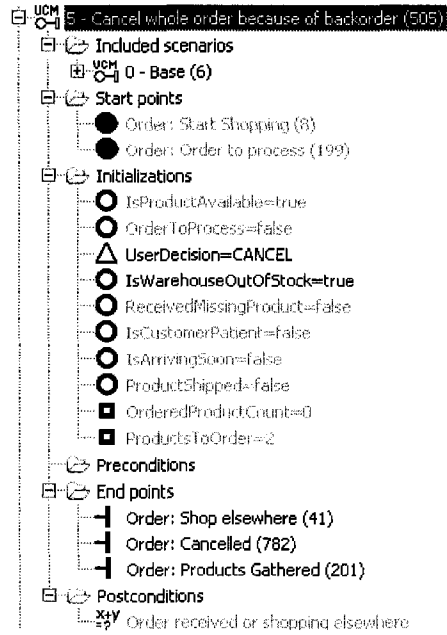 UCM 5 - Cancel whole order because of backorder (505)
Included scenarios
UCM 0 - Base (6)
Start points
Order: Start Shopping (8)
Order: Order to process (199)
Initializations
IsProductAvailable=true
OrderToProcess=false
UserDecision=CANCEL
IsWarehouseOutOfStock=true
ReceivedMissingProduct=false
IsCustomerPatient=false
IsArrivingSoon=false
ProductShipped=false
OrderedProductCount=0
ProductsToOrder=2
Preconditions
End points
Order: Shop elsewhere (41)
Order: Cancelled (782)
Order: Products Gathered (201)
Postconditions
X+Y =? Order received or shopping elsewhere